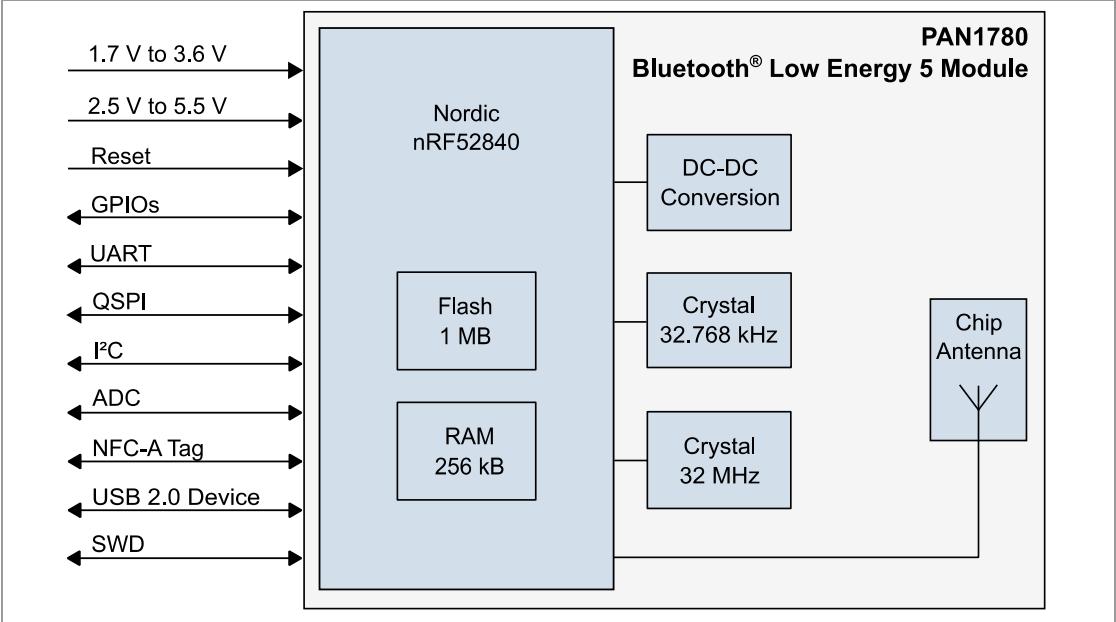 PAN1780
Bluetooth® Low Energy 5 Module
1.7 V to 3.6 V
2.5 V to 5.5 V
Reset
GPIOs
UART
QSPI
I²C
ADC
NFC-A Tag
USB 2.0 Device
SWD
Nordic
nRF52840
Flash
1 MB
RAM
256 kB
DC-DC
Conversion
Crystal
32.768 kHz
Crystal
32 MHz
Chip
Antenna